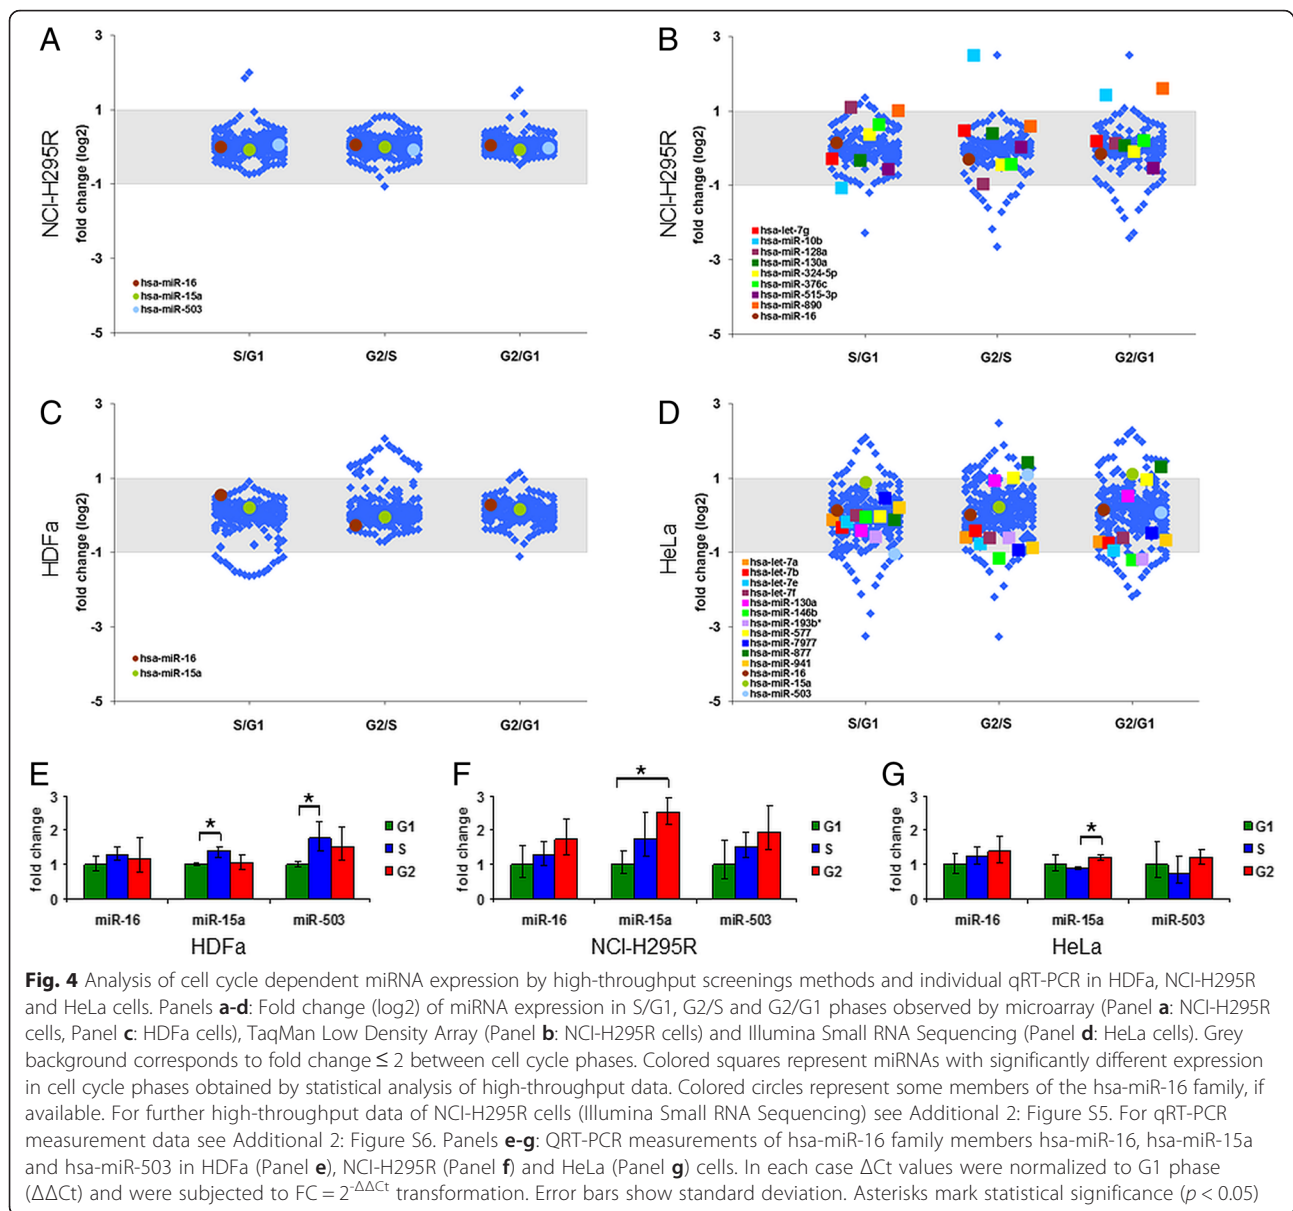 A
3
1
-1
-3
-5
fold change (log2)
NCI-H295R
hsa-miR-16
hsa-miR-15a
hsa-miR-503
S/G1 G2/S G2/G1
B
3
1
-1
-3
-5
fold change (log2)
NCI-H295R
hsa-let-7g
hsa-miR-10b
hsa-miR-128a
hsa-miR-130a
hsa-miR-324-5p
hsa-miR-376c
hsa-miR-515-3p
hsa-miR-890
hsa-miR-16
S/G1 G2/S G2/G1
C
3
1
-1
-3
-5
fold change (log2)
HDFa
hsa-miR-16
hsa-miR-15a
S/G1 G2/S G2/G1
D
3
1
-1
-3
-5
fold change (log2)
HeLa
hsa-let-7a
hsa-let-7b
hsa-let-7e
hsa-let-7f
hsa-miR-130a
hsa-miR-146b
hsa-miR-193b*
hsa-miR-577
hsa-miR-7977
hsa-miR-877
hsa-miR-941
hsa-miR-16
hsa-miR-15a
hsa-miR-503
S/G1 G2/S G2/G1
E
3
2
1
0
fold change
* *
G1
S
G2
miR-16 miR-15a miR-503
HDFa
F
3
2
1
0
fold change
*
G1
S
G2
miR-16 miR-15a miR-503
NCI-H295R
G
3
2
1
0
fold change
*
G1
S
G2
miR-16 miR-15a miR-503
HeLa
Fig. 4 Analysis of cell cycle dependent miRNA expression by high-throughput screenings methods and individual qRT-PCR in HDFa, NCI-H295R
and HeLa cells. Panels a-d: Fold change (log2) of miRNA expression in S/G1, G2/S and G2/G1 phases observed by microarray (Panel a: NCI-H295R
cells, Panel c: HDFa cells), TaqMan Low Density Array (Panel b: NCI-H295R cells) and Illumina Small RNA Sequencing (Panel d: HeLa cells). Grey
background corresponds to fold change ≤ 2 between cell cycle phases. Colored squares represent miRNAs with significantly different expression
in cell cycle phases obtained by statistical analysis of high-throughput data. Colored circles represent some members of the hsa-miR-16 family, if
available. For further high-throughput data of NCI-H295R cells (Illumina Small RNA Sequencing) see Additional 2: Figure S5. For qRT-PCR
measurement data see Additional 2: Figure S6. Panels e-g: QRT-PCR measurements of hsa-miR-16 family members hsa-miR-16, hsa-miR-15a
and hsa-miR-503 in HDFa (Panel e), NCI-H295R (Panel f) and HeLa (Panel g) cells. In each case ΔCt values were normalized to G1 phase
(ΔΔCt) and were subjected to FC = 2^-ΔΔCt transformation. Error bars show standard deviation. Asterisks mark statistical significance (p < 0.05)